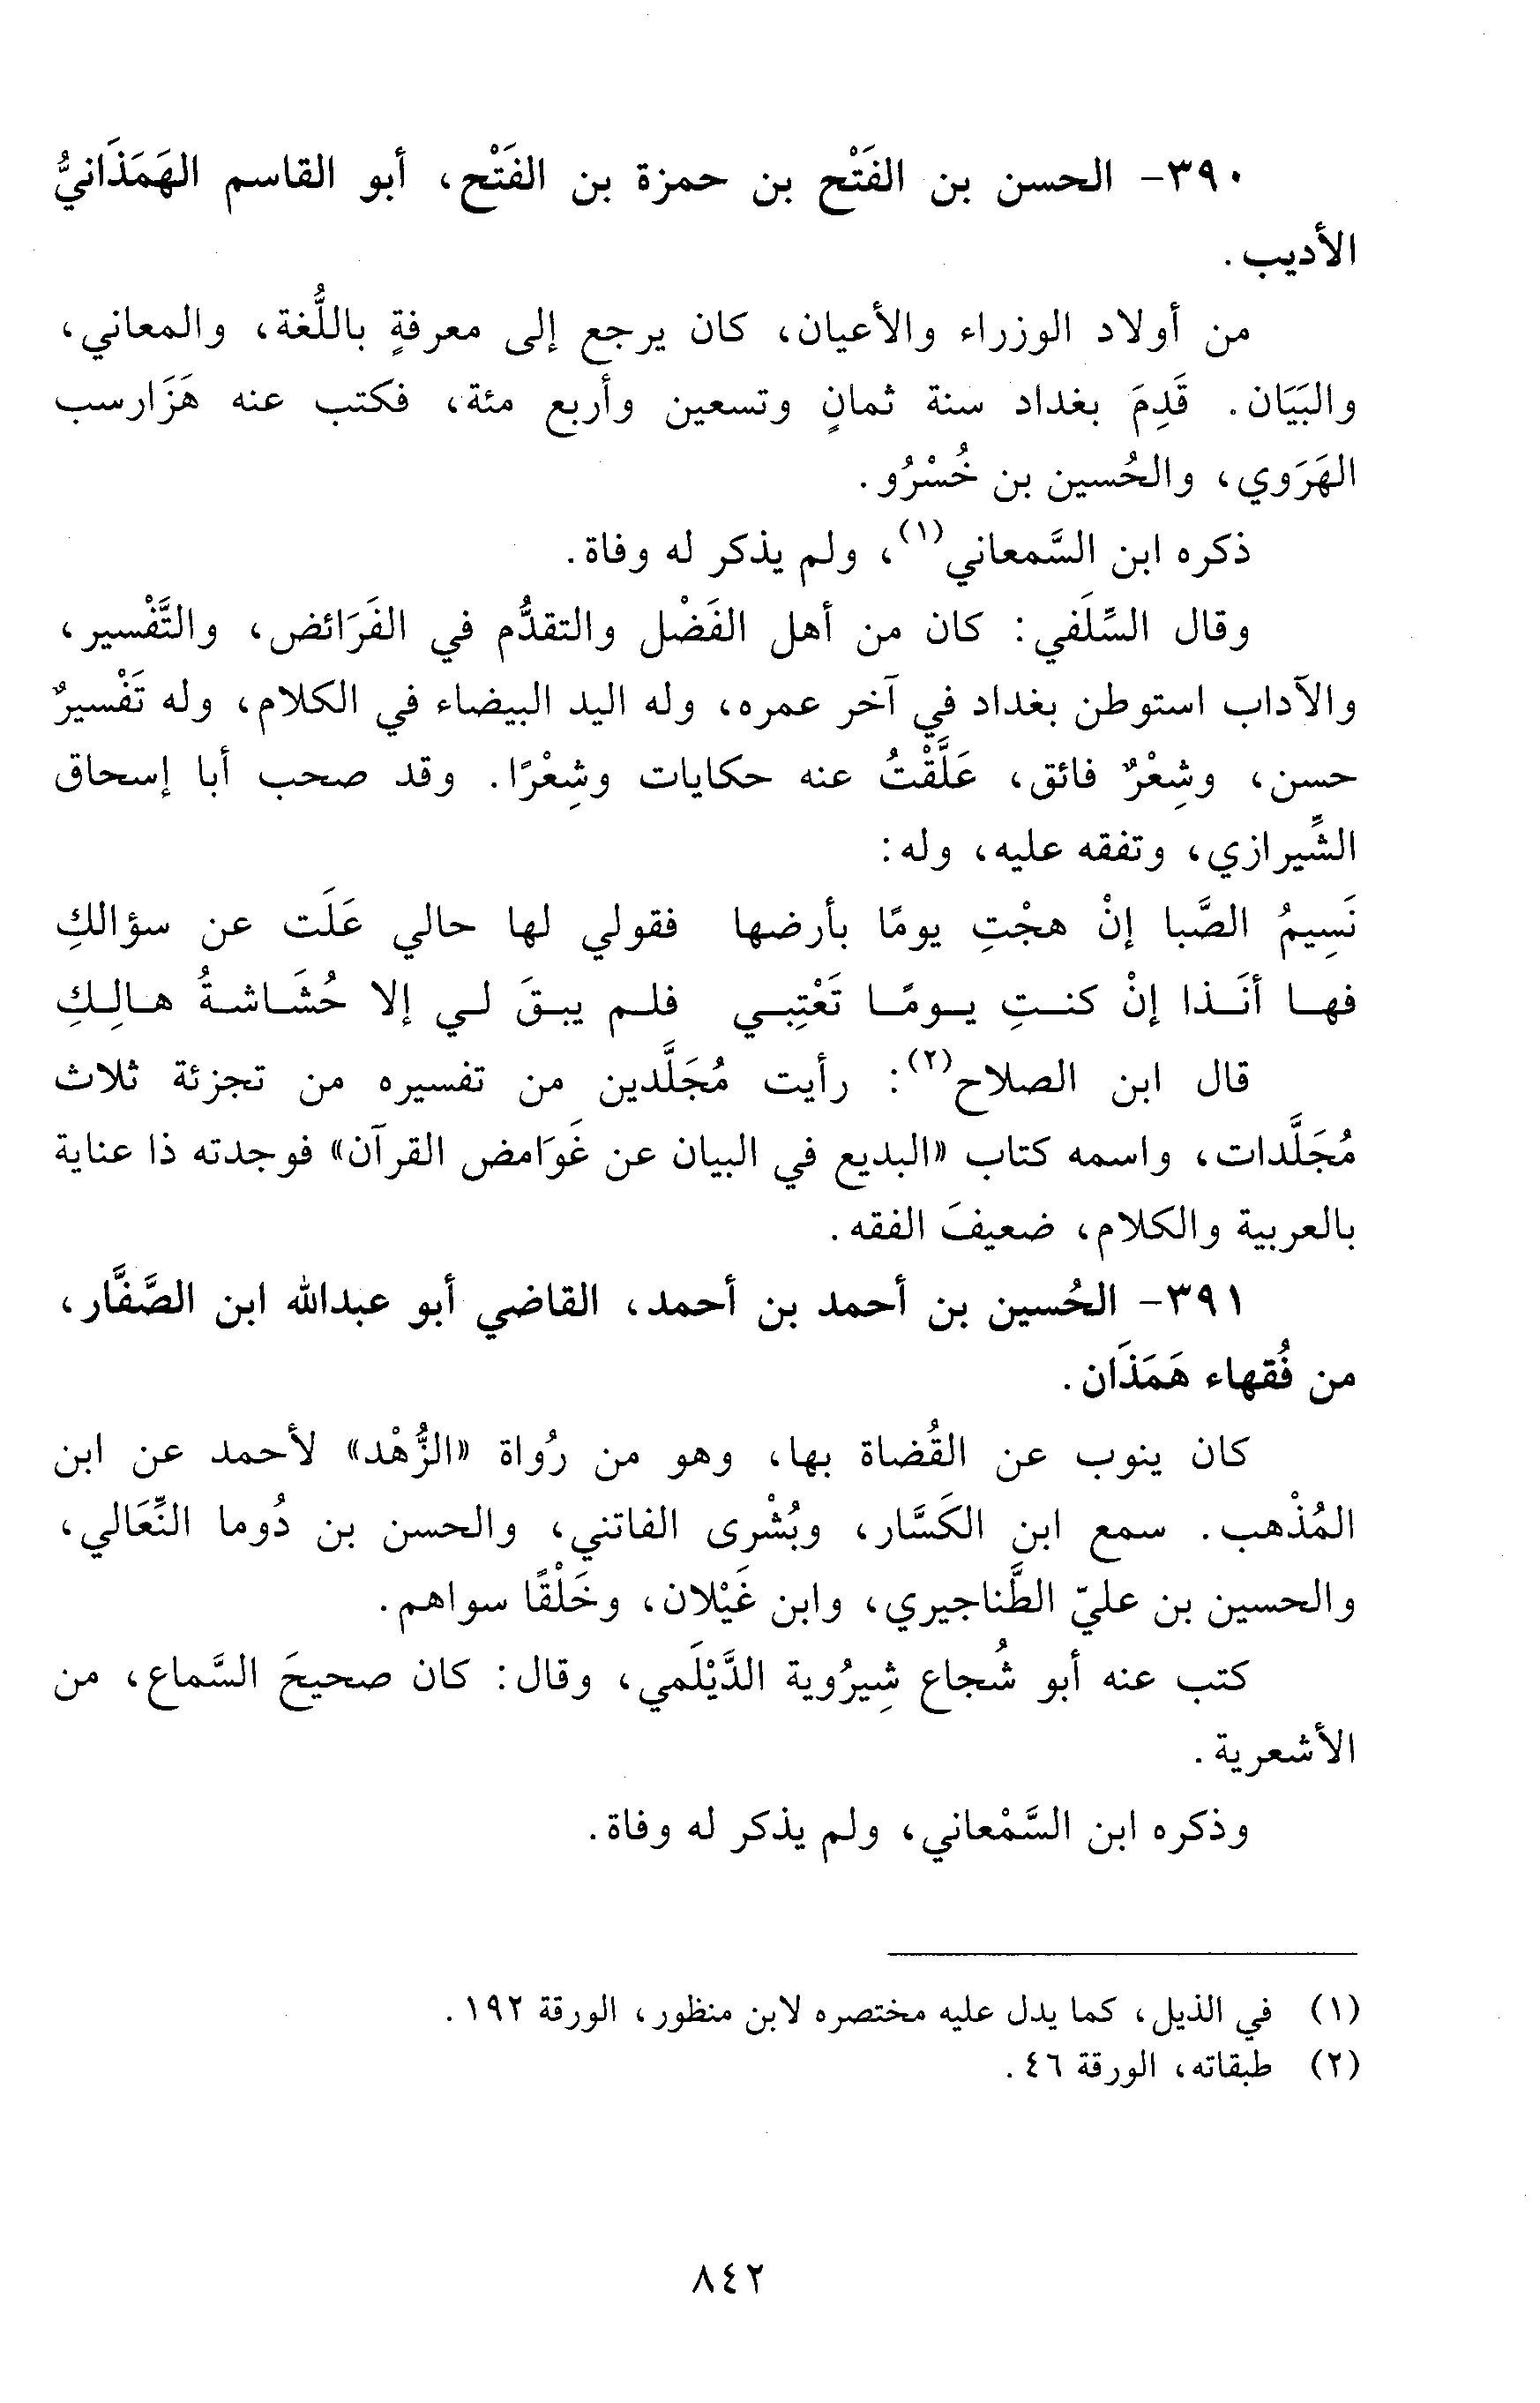 ٣٩٠- الحسن بن الفَتْح بن حمزة بن الفَتْح، أبو القاسم الهَمَذَانيُّ
الأديب.
من أولاد الوزراء والأعيان، كان يرجع إلى معرفةٍ باللُّغة، والمعاني،
والبَيَان. قَدِمَ بغداد سنة ثمانٍ وتسعين وأربع مئة، فكتب عنه هَزَارسب
الهَرَوي، والحُسين بن خُسْرُو.
ذكره ابن السَّمعاني(١)، ولم يذكر له وفاة.
وقال السِّلَفي: كان من أهل الفَضْل والتقدُّم في الفَرَائض، والتَّفْسير،
والآداب استوطن بغداد في آخر عمره، وله اليد البيضاء في الكلام، وله تَفْسيرٌ
حسن، وشِعْرٌ فائق، عَلَّقْتُ عنه حكايات وشِعْرًا. وقد صحب أبا إسحاق
الشِّيرازي، وتفقه عليه، وله:
نَسِيمُ الصَّبا إنْ هجْتِ يومًا بأرضها فقولي لها حالي عَلَت عن سؤالكِ
فها أنَذا إنْ كنتِ يومًا تَعْتِبي فلم يبقَ لي إلا حُشَاشةُ هالِكِ
قال ابن الصلاح(٢): رأيت مُجَلَّدين من تفسيره من تجزئة ثلاث
مُجَلَّدات، واسمه كتاب «البديع في البيان عن غَوَامض القرآن» فوجدته ذا عناية
بالعربية والكلام، ضعيفَ الفقه.
٣٩١- الحُسين بن أحمد بن أحمد، القاضي أبو عبدالله ابن الصَّفَّار،
من فُقهاء هَمَذَان.
كان ينوب عن القُضاة بها، وهو من رُواة «الزُّهْد» لأحمد عن ابن
المُذْهب. سمع ابن الكَسَّار، وبُشْرى الفاتني، والحسن بن دُوما النِّعَالي،
والحسين بن عليّ الطَّناجيري، وابن غَيْلان، وخَلْقًا سواهم.
كتب عنه أبو شُجاع شِيرُوية الدَّيْلَمي، وقال: كان صحيحَ السَّماع، من
الأشعرية.
وذكره ابن السَّمْعاني، ولم يذكر له وفاة.
(١) في الذيل، كما يدل عليه مختصره لابن منظور، الورقة ١٩٢.
(٢) طبقاته، الورقة ٤٦.
٨٤٢